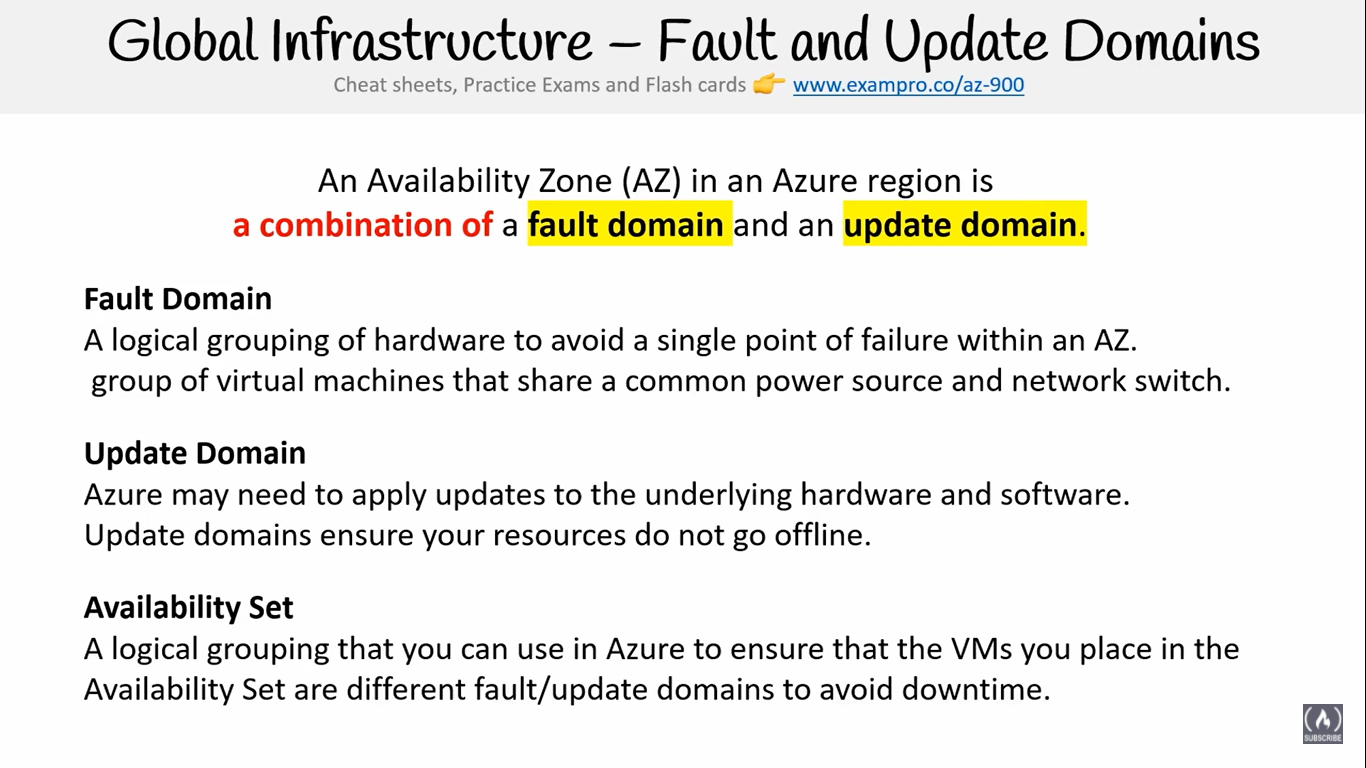 Global Infrastructure – Fault and Update Domains
Cheat sheets, Practice Exams and Flash cards 👉 www.exampro.co/az-900
An Availability Zone (AZ) in an Azure region is
a combination of a fault domain and an update domain.
Fault Domain
A logical grouping of hardware to avoid a single point of failure within an AZ.
group of virtual machines that share a common power source and network switch.
Update Domain
Azure may need to apply updates to the underlying hardware and software.
Update domains ensure your resources do not go offline.
Availability Set
A logical grouping that you can use in Azure to ensure that the VMs you place in the
Availability Set are different fault/update domains to avoid downtime.
SUBSCRIBE